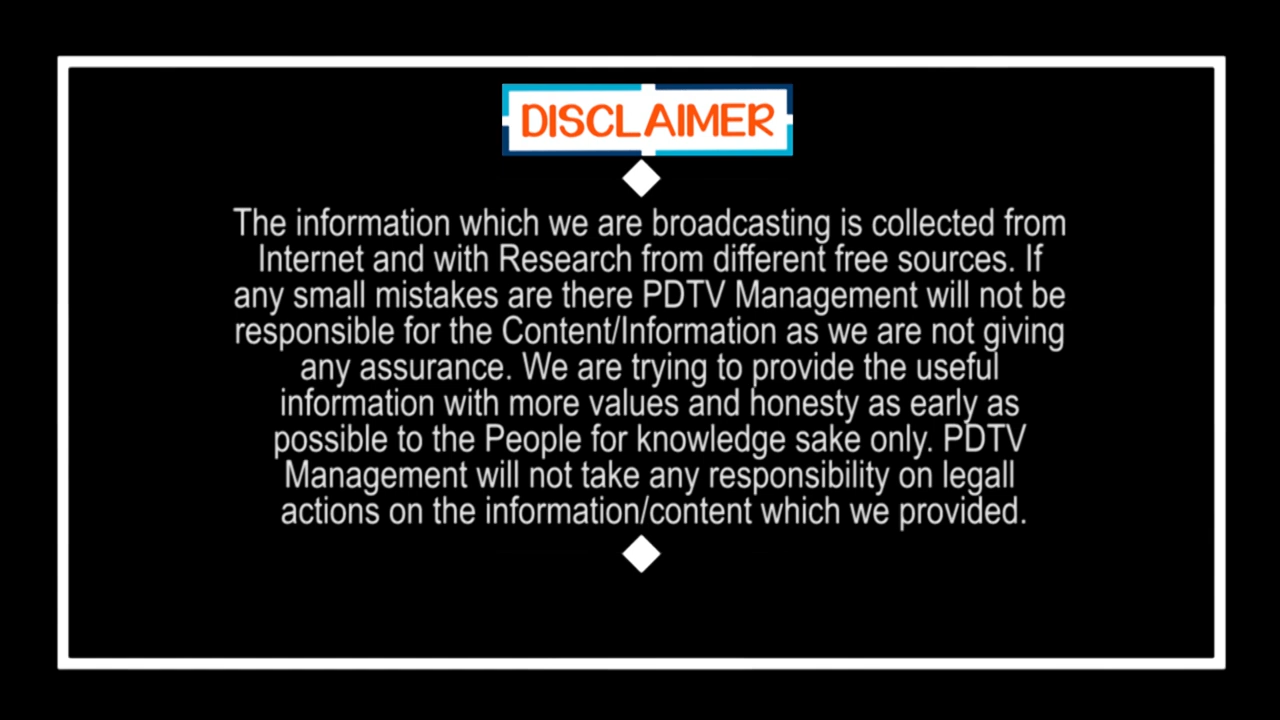 DISCLAIMER
The information which we are broadcasting is collected from
Internet and with Research from different free sources. If
any small mistakes are there PDTV Management will not be
responsible for the Content/Information as we are not giving
any assurance. We are trying to provide the useful
information with more values and honesty as early as
possible to the People for knowledge sake only. PDTV
Management will not take any responsibility on legall
actions on the information/content which we provided.